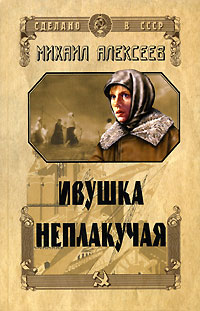 СДЕЛАНО В СССР
МИХАИЛ АЛЕКСЕЕВ
ИВУШКА
НЕПЛАКУЧАЯ